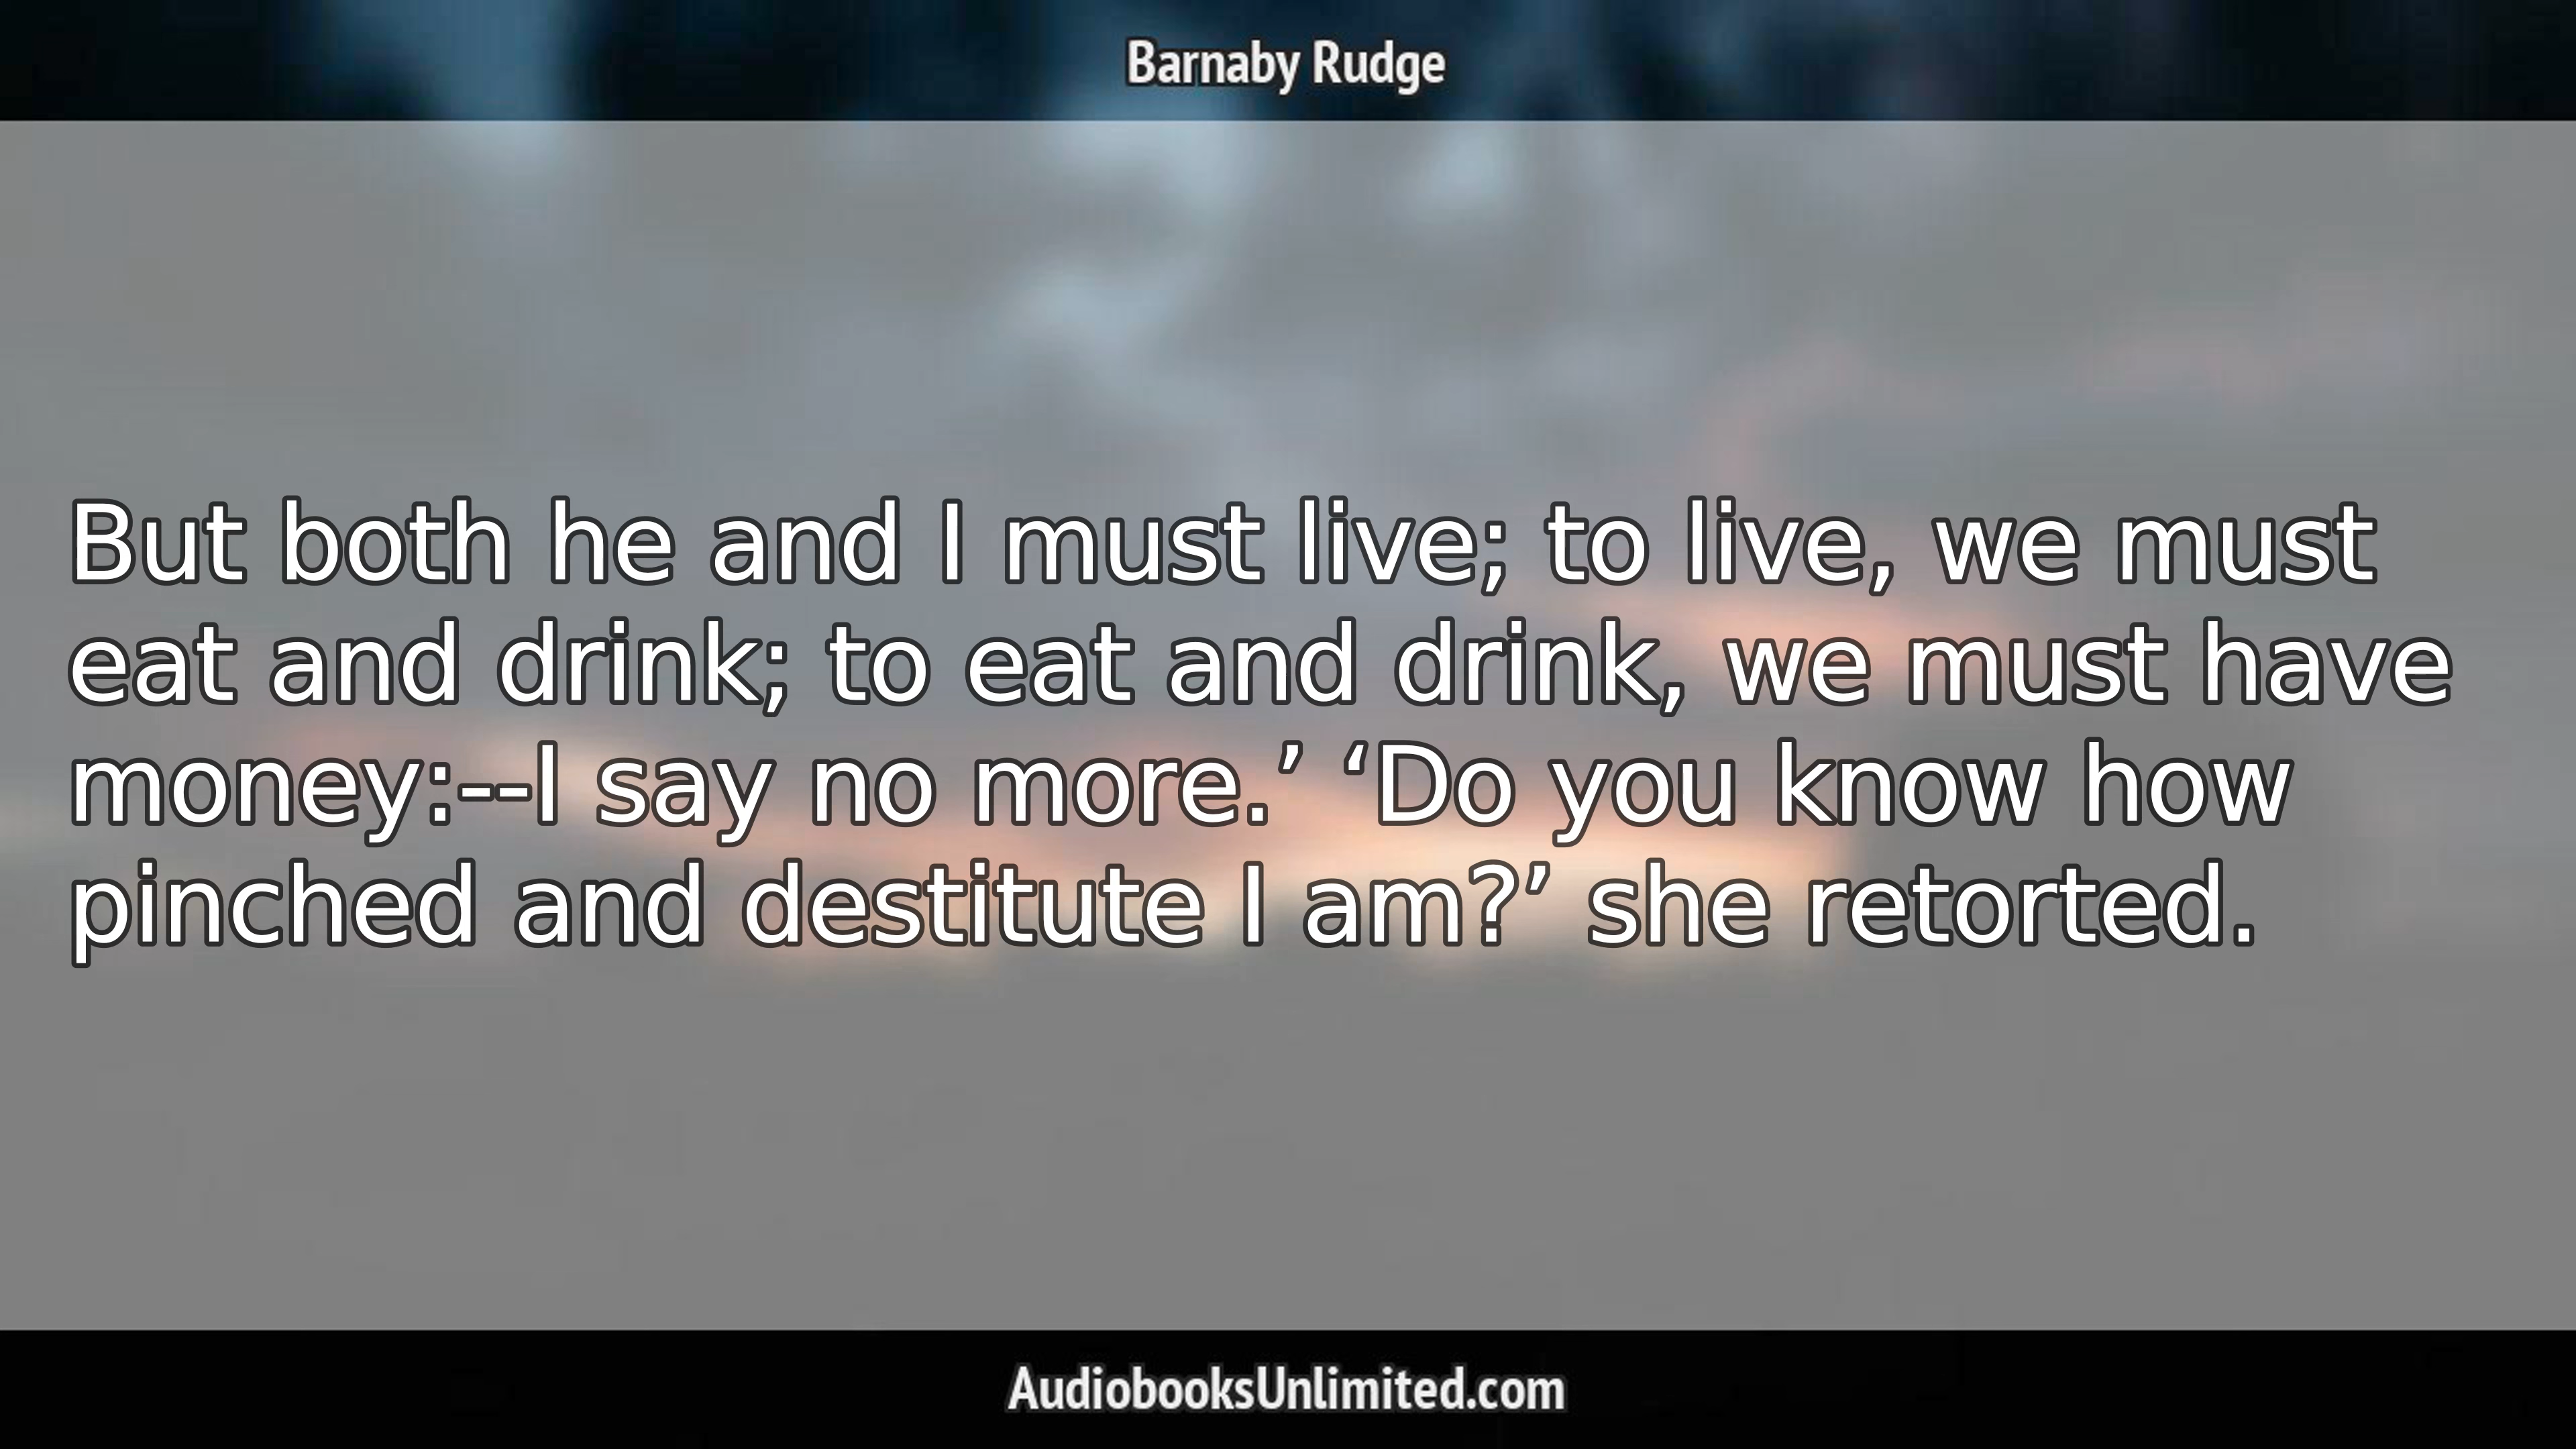 Barnaby Rudge
But both he and I must live; to live, we must
eat and drink; to eat and drink, we must have
money:--I say no more.’ ‘Do you know how
pinched and destitute I am?’ she retorted.
AudiobooksUnlimited.com